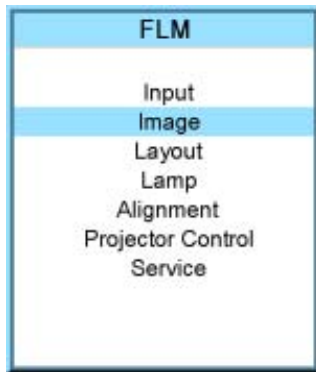 FLM
Input
Image
Layout
Lamp
Alignment
Projector Control
Service